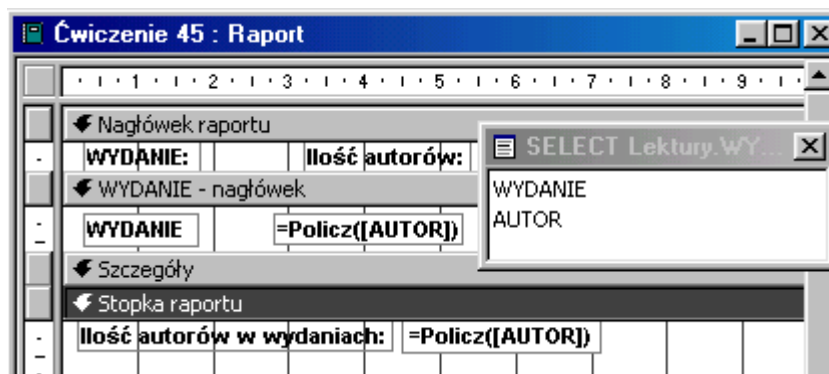 Ćwiczenie 45 : Raport
1 2 3 4 5 6 7 8 9
Nagłówek raportu
WYDANIE: Ilość autorów:
WYDANIE - nagłówek
WYDANIE =Policz([AUTOR])
SELECT Lektury.WY...
WYDANIE
AUTOR
Szczegóły
Stopka raportu
Ilość autorów w wydaniach: =Policz([AUTOR])